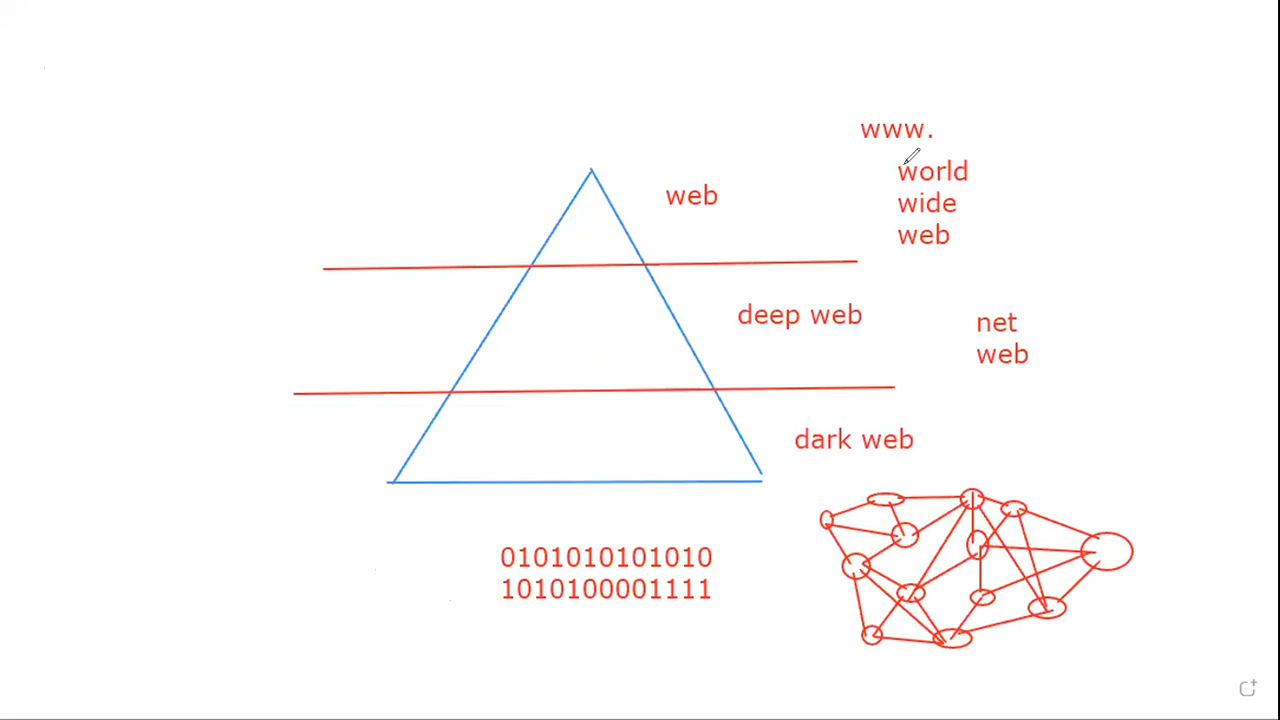 www.
world
wide
web
web
deep web
net
web
dark web
0101010101010
1010100001111